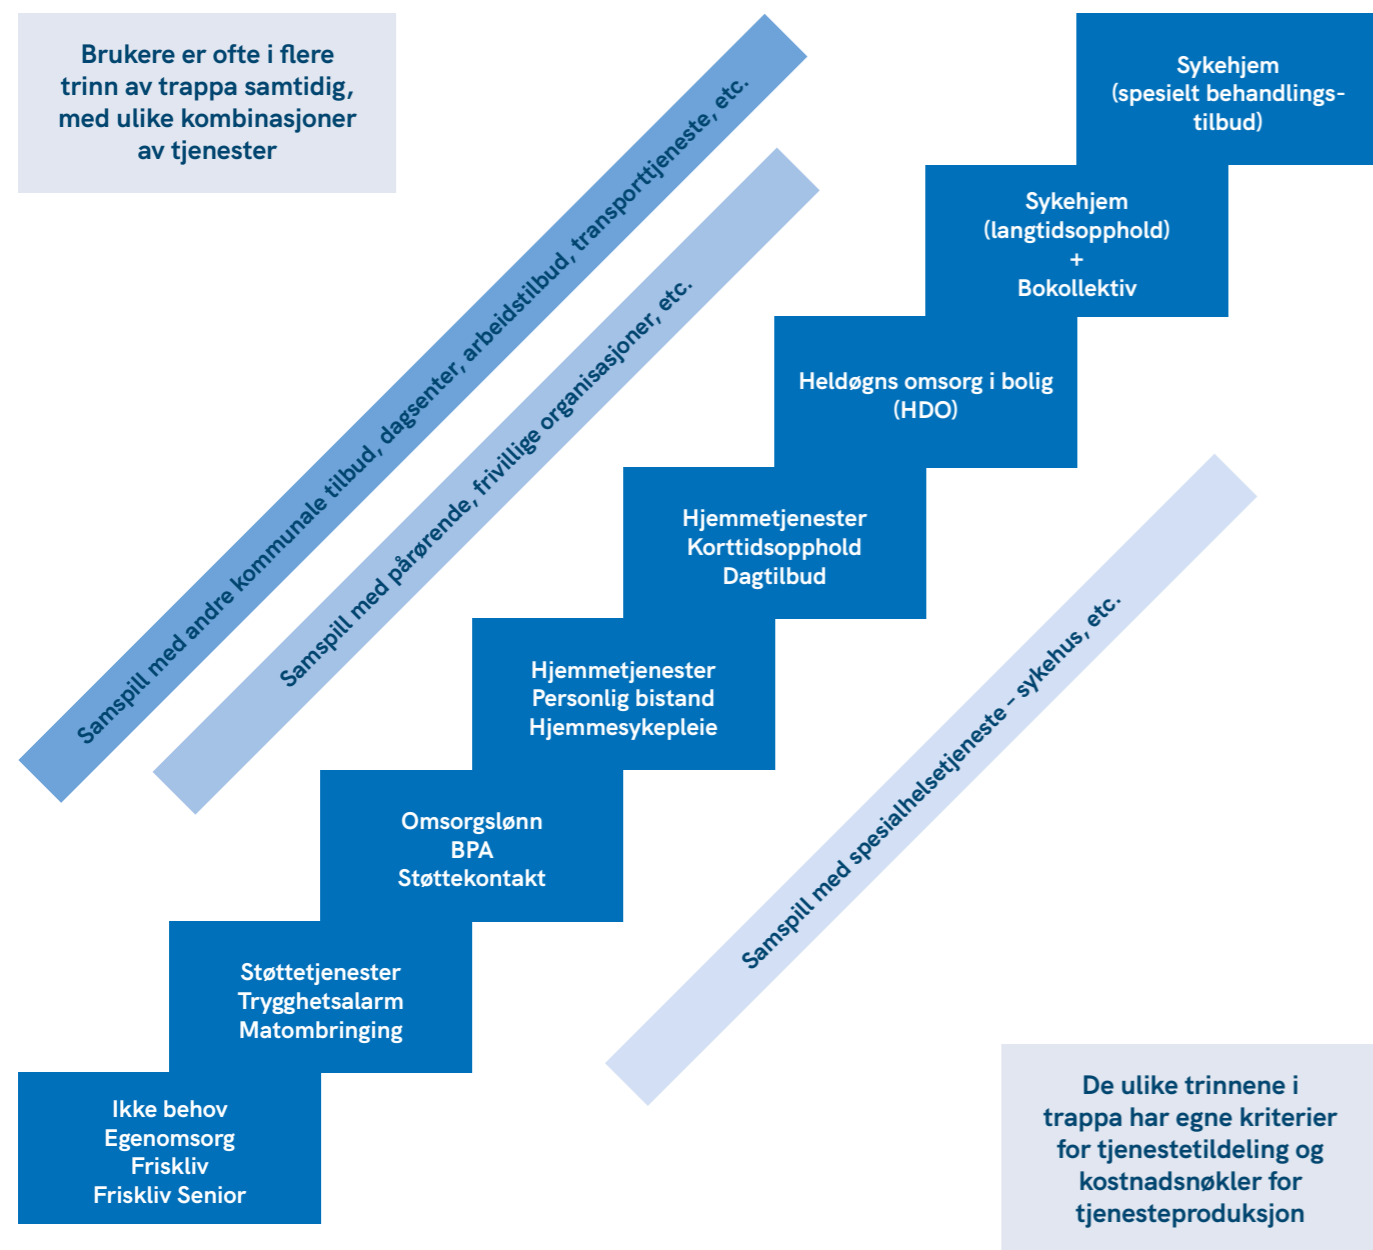 Brukere er ofte i flere
trinn av trappa samtidig,
med ulike kombinasjoner
av tjenester
Samspill med andre kommunale tilbud, dagsenter, arbeidstilbud, transporttjeneste, etc.
Samspill med pårørende, frivillige organisasjoner, etc.
Sykehjem
(spesielt behandlings-
tilbud)
Sykehjem
(langtidsopphold)
+
Bokollektiv
Heldøgns omsorg i bolig
(HDO)
Hjemmetjenester
Korttidsopphold
Dagtilbud
Hjemmetjenester
Personlig bistand
Hjemmesykepleie
Omsorgslønn
BPA
Støttekontakt
Støttetjenester
Trygghetsalarm
Matombringing
Ikke behov
Egenomsorg
Friskliv
Friskliv Senior
Samspill med spesialhelsetjeneste – sykehus, etc.
De ulike trinnene i
trappa har egne kriterier
for tjenestetildeling og
kostnadsnøkler for
tjenesteproduksjon